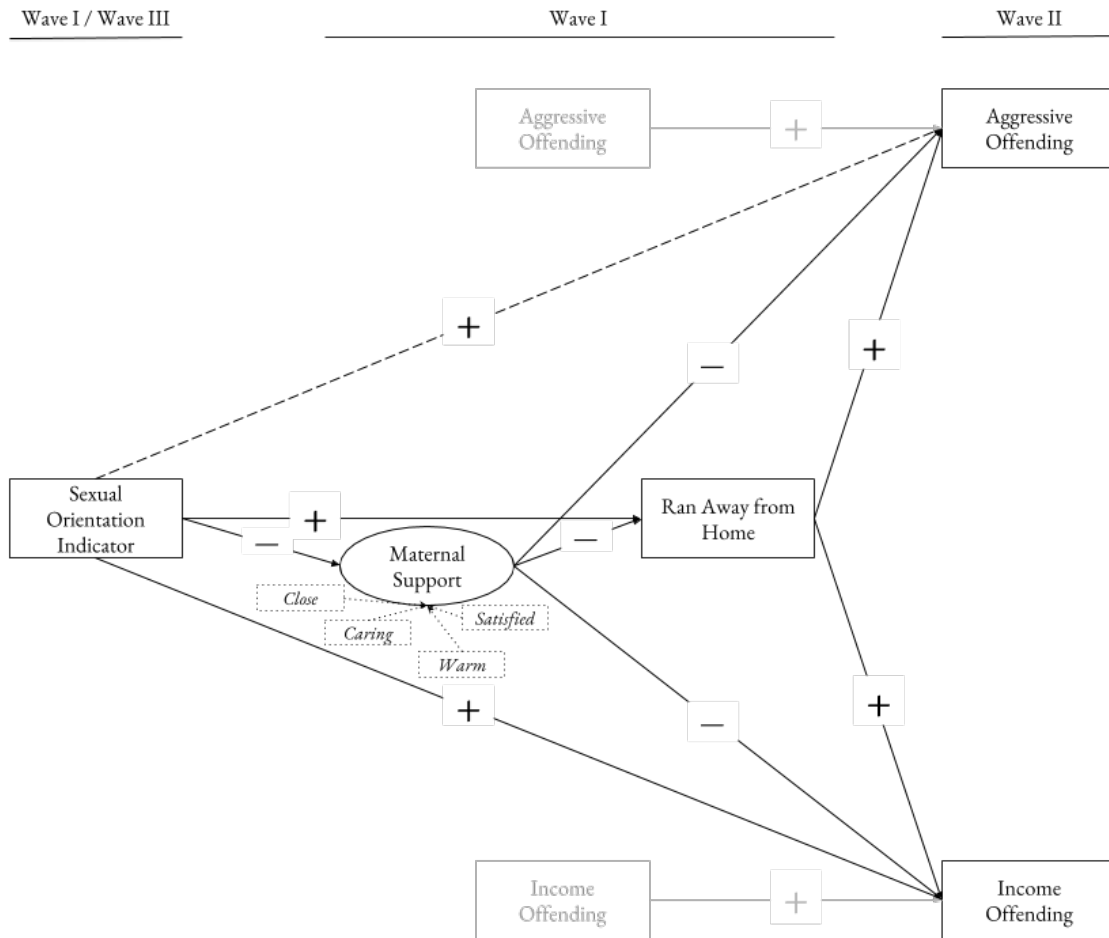 Wave I / Wave III
Wave I
Wave II
Aggressive
Offending
+
Aggressive
Offending
+
−
+
Sexual
Orientation
Indicator
+
−
Maternal
Support
−
Ran Away from
Home
Close
Satisfied
Caring
Warm
+
−
+
Income
Offending
+
Income
Offending